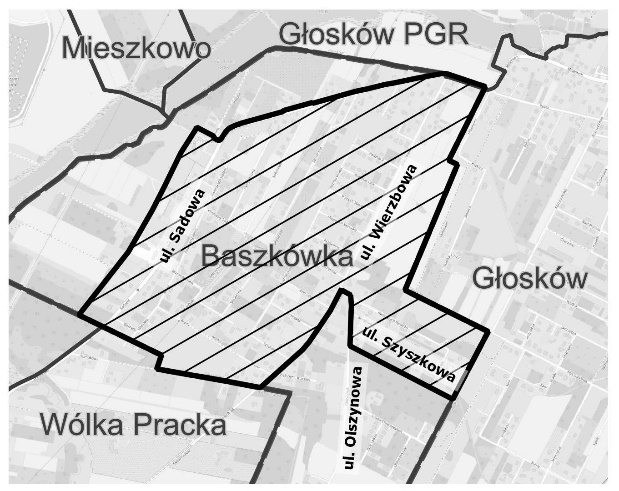 Głosków PGR
Mieszkowo
ul. Sadowa
ul. Wierzbowa
Baszkówka
Głosków
ul. Szyszkowa
Wólka Pracka
ul. Olszynowa